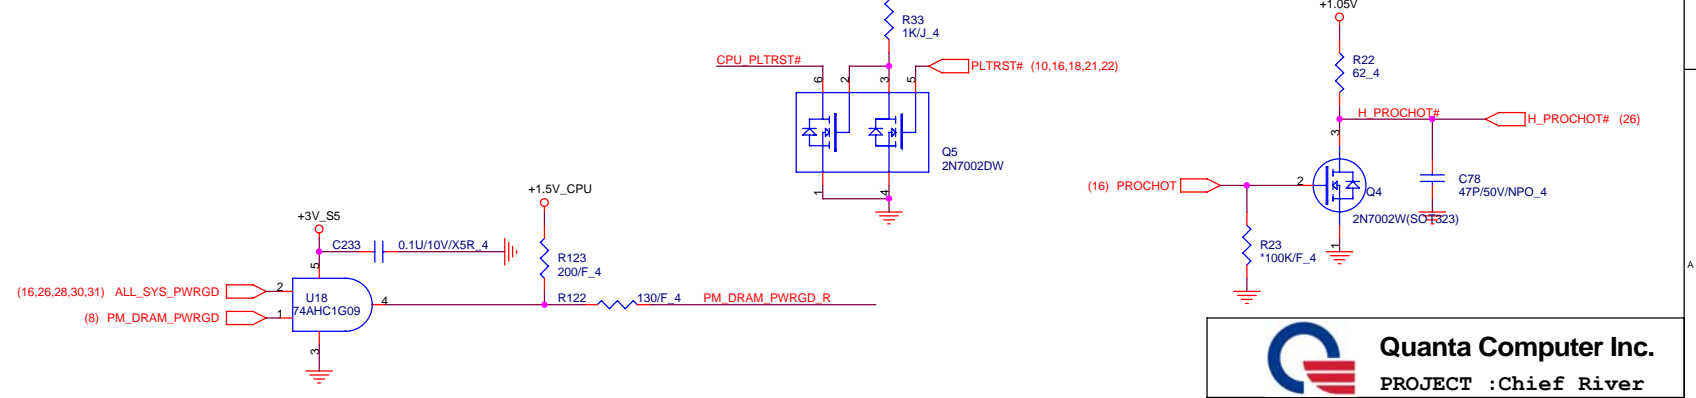 +1.05V
R33
1K/J_4
CPU_PLTRST#
6
2
3
5
PLTRST# (10,16,18,21,22)
R22
62_4
H_PROCHOT#
H_PROCHOT# (26)
3
Q5
2N7002DW
1
4
(16) PROCHOT
2
Q4
2N7002W(SOT323)
1
C78
47P/50V/NPO_4
R23
*100K/F_4
+1.5V_CPU
+3V_S5
C233
0.1U/10V/X5R_4
5
R123
200/F_4
(16,26,28,30,31) ALL_SYS_PWRGD
2
U18
74AHC1G09
4
R122
130/F_4
PM_DRAM_PWRGD_R
(8) PM_DRAM_PWRGD
1
3
A
Quanta Computer Inc.
PROJECT :Chief River